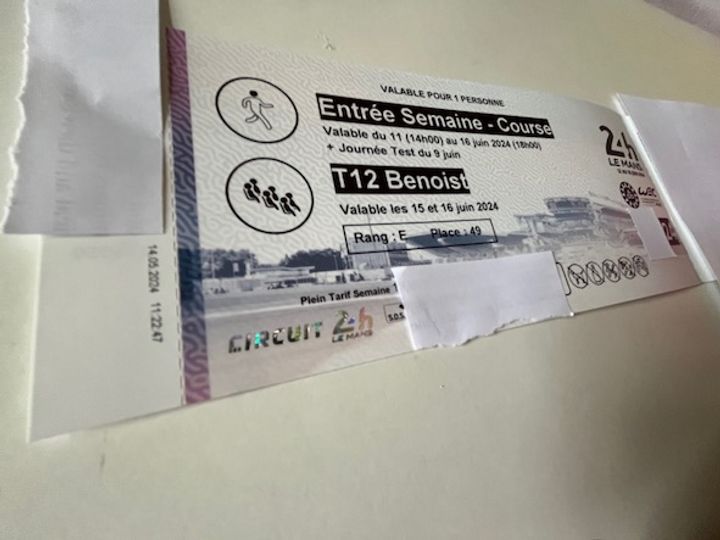 VALABLE POUR 1 PERSONNE
Entrée Semaine - Course
Valable du 11 (14h00) au 16 juin 2024 (18h00)
+ Journée Test du 9 juin
T12 Benoist
Valable les 15 et 16 juin 2024
Rang : E Place : 49
Plein Tarif Semaine
CIRCUIT 24h
LE MANS
S.O.S
24h
LE MANS
WEC
14.05.2024 11:22:47